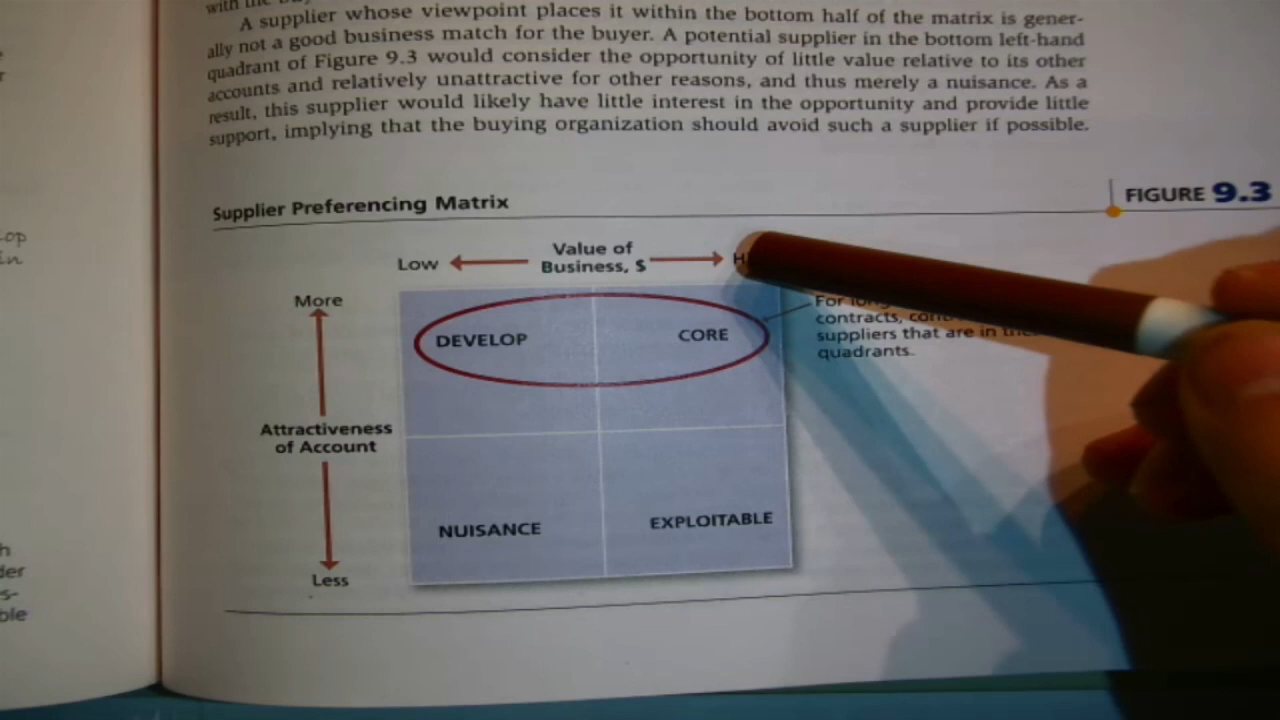 with the
A supplier whose viewpoint places it within the bottom half of the matrix is gener-
ally not a good business match for the buyer. A potential supplier in the bottom left-hand
quadrant of Figure 9.3 would consider the opportunity of little value relative to its other
accounts and relatively unattractive for other reasons, and thus merely a nuisance. As a
result, this supplier would likely have little interest in the opportunity and provide little
support, implying that the buying organization should avoid such a supplier if possible.
Supplier Preferencing Matrix
FIGURE 9.3
Value of
Business, $
Low
More
For
contracts,
suppliers that are in
quadrants.
DEVELOP
CORE
Attractiveness
of Account
NUISANCE
EXPLOITABLE
Less